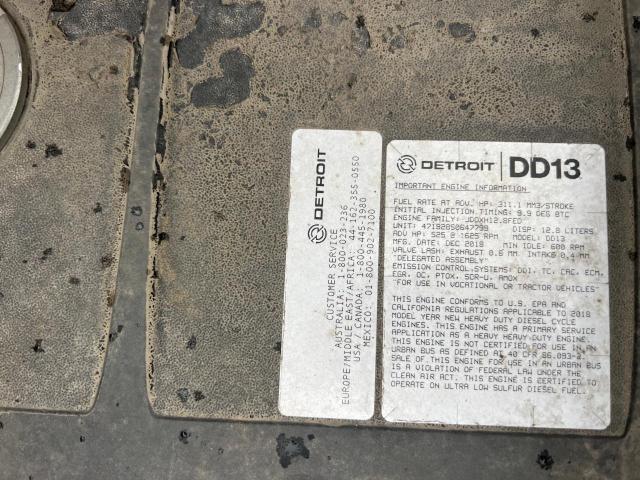 DETROIT
CUSTOMER SERVICE
AUSTRALIA: 1-800-023-236
EUROPE/MIDDLE EAST/AFRICA: 444-162-355-0550
USA / CANADA: 1-800-445-1980
MEXICO: 01-800-902-7100
DETROIT DD13
IMPORTANT ENGINE INFORMATION
FUEL RATE AT ADV. HP: 311.1 MM3/STROKE
INITIAL INJECTION TIMING: 9.9 DEG BTC
ENGINE FAMILY: JDDXH12.8FED DISP: 12.8 LITERS
UNIT: 471928S0647799 MODEL: DD13
ADV HP: 525 @ 1625 RPM MIN IDLE: 600 RPM
MFG. DATE: DEC 2018
VALVE LASH: EXHAUST 0.6 MM. INTAKE 0.4 MM
"DELEGATED ASSEMBLY"
EMISSION CONTROL SYSTEMS: DDI, TC, CAC, ECM,
EGR, OC, PTOX, SCR-U, AMOX
"FOR USE IN VOCATIONAL OR TRACTOR VEHICLES"
THIS ENGINE CONFORMS TO U.S. EPA AND
CALIFORNIA REGULATIONS APPLICABLE TO 2018
MODEL YEAR NEW HEAVY DUTY DIESEL CYCLE
ENGINES. THIS ENGINE HAS A PRIMARY SERVICE
APPLICATION AS A HEAVY HEAVY-DUTY ENGINE.
THIS ENGINE IS NOT CERTIFIED FOR USE IN AN
URBAN BUS AS DEFINED AT 40 CFR 86.093-2.
SALE OF THIS ENGINE FOR USE IN AN URBAN BUS
IS A VIOLATION OF FEDERAL LAW UNDER THE
CLEAN AIR ACT. THIS ENGINE IS CERTIFIED TO
OPERATE ON ULTRA LOW SULFUR DIESEL FUEL.